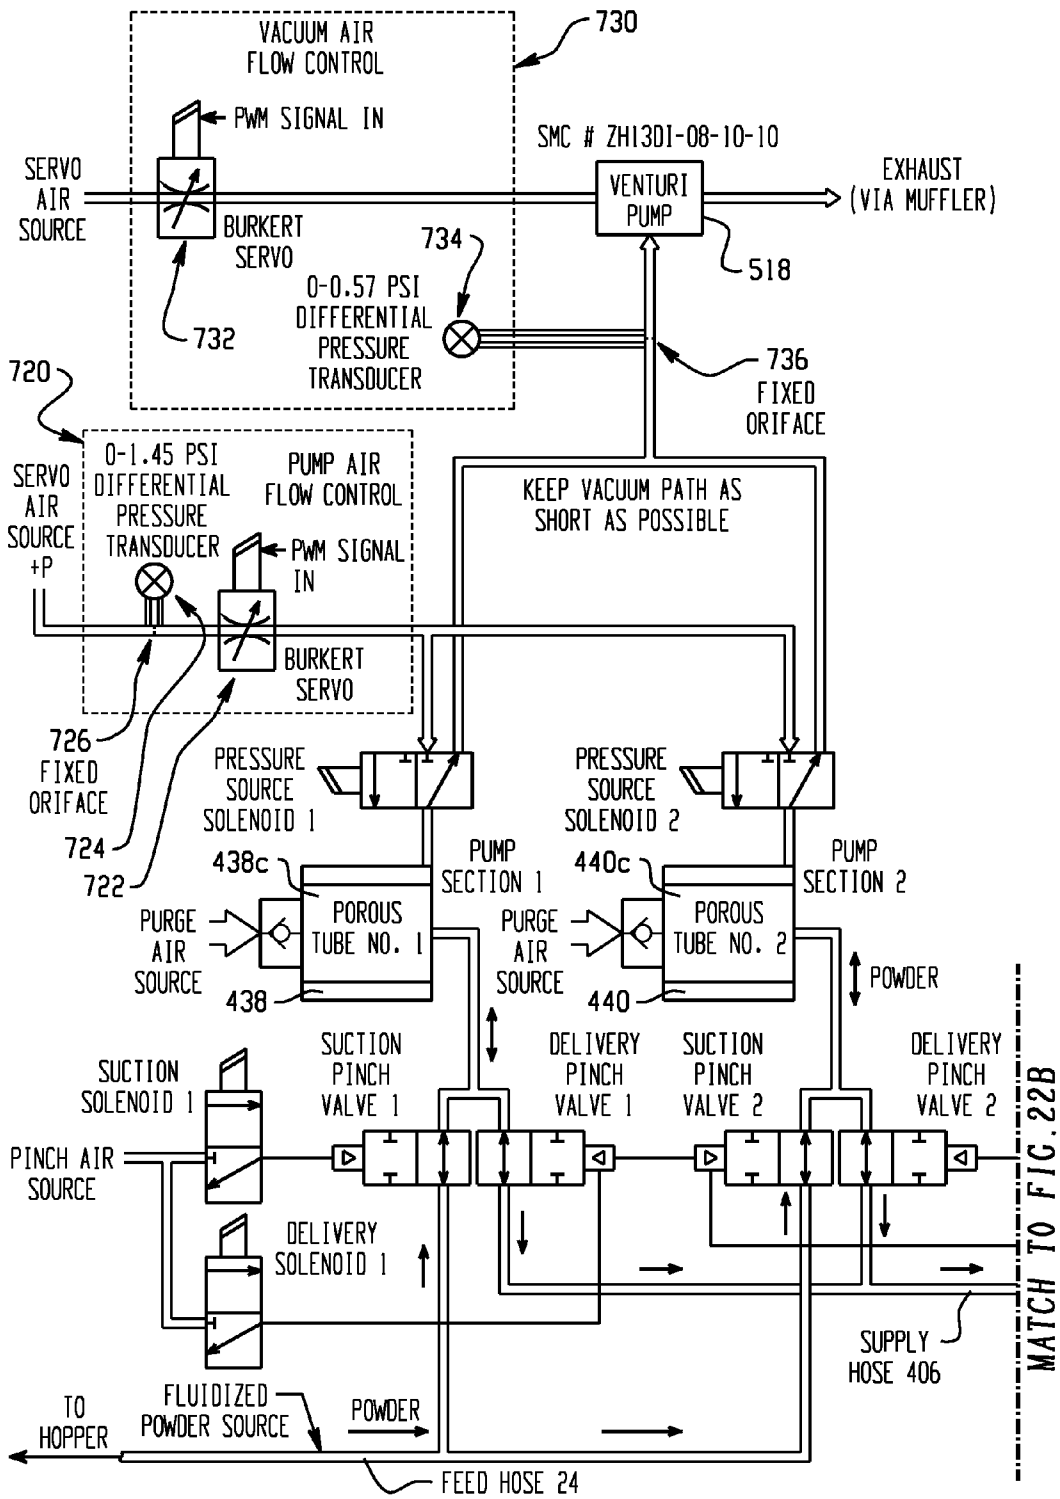 730
VACUUM AIR
FLOW CONTROL
PWM SIGNAL IN
SMC # ZH13DI-08-10-10
SERVO
AIR
SOURCE
VENTURI
PUMP
EXHAUST
(VIA MUFFLER)
BURKERT
SERVO
734
518
0-0.57 PSI
DIFFERENTIAL
PRESSURE
TRANSDUCER
732
736
FIXED
ORIFACE
720
0-1.45 PSI
DIFFERENTIAL
PRESSURE
TRANSDUCER
PUMP AIR
FLOW CONTROL
SERVO
AIR
SOURCE
+P
KEEP VACUUM PATH AS
SHORT AS POSSIBLE
PWM SIGNAL
IN
BURKERT
SERVO
726
FIXED
ORIFACE
724
722
PRESSURE
SOURCE
SOLENOID 1
PRESSURE
SOURCE
SOLENOID 2
438c
PUMP
SECTION 1
440c
PUMP
SECTION 2
PURGE
AIR
SOURCE
POROUS
TUBE NO. 1
438
PURGE
AIR
SOURCE
POROUS
TUBE NO. 2
440
POWDER
SUCTION
SOLENOID 1
SUCTION
PINCH
VALVE 1
DELIVERY
PINCH
VALVE 1
SUCTION
PINCH
VALVE 2
DELIVERY
PINCH
VALVE 2
PINCH AIR
SOURCE
DELIVERY
SOLENOID 1
MATCH TO FIG.22B
SUPPLY
HOSE 406
TO
HOPPER
FLUIDIZED
POWDER SOURCE
POWDER
FEED HOSE 24